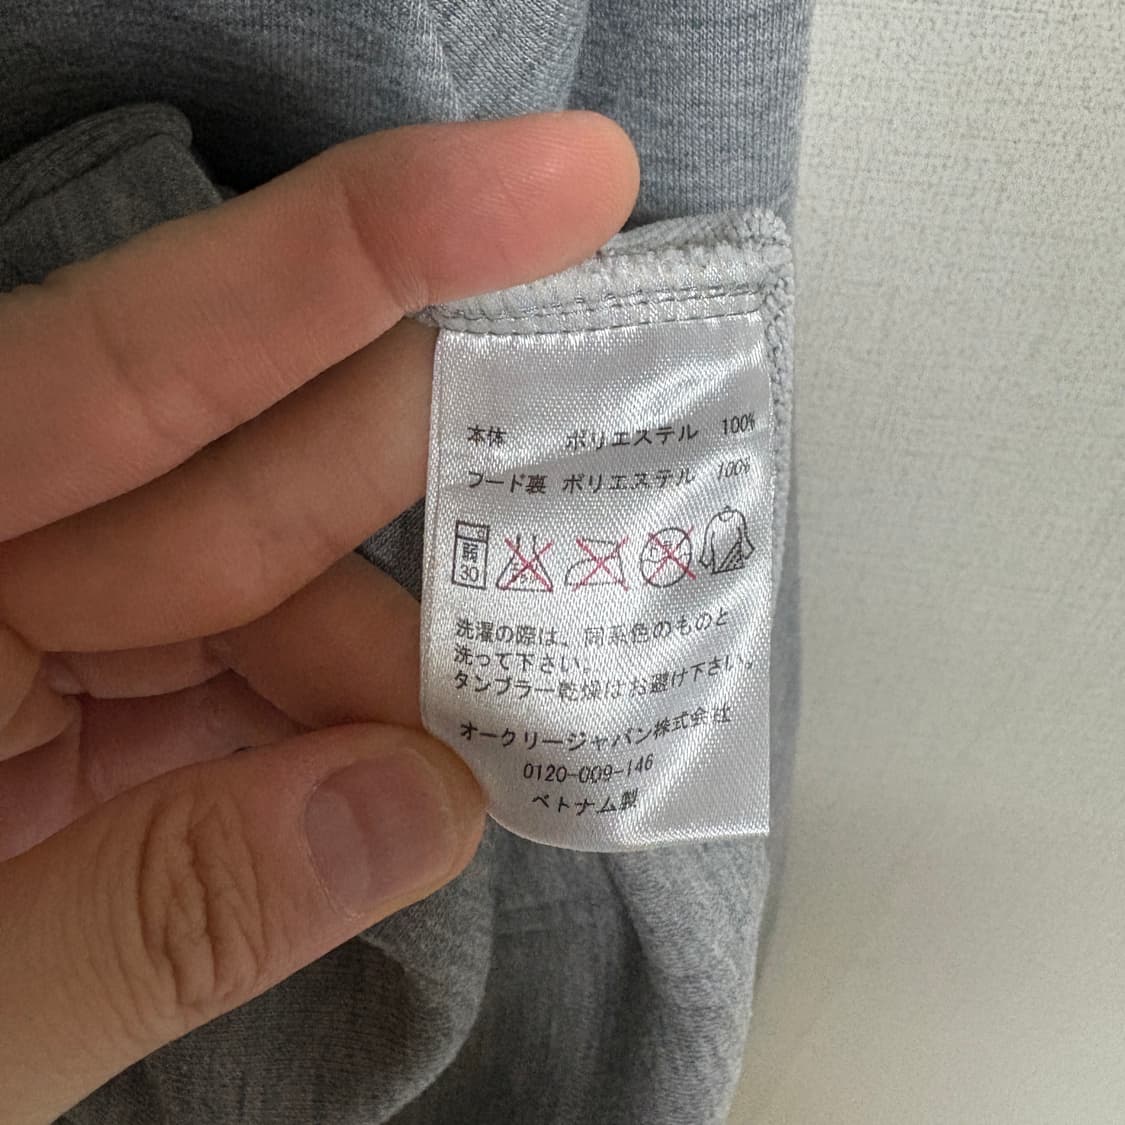 本体 ポリエステル 100%
フード裏 ポリエステル 100%
弱
30
洗濯の際は、同系色のものと
洗って下さい。
タンブラー乾燥はお避け下さい。
オークリージャパン株式会社
0120-009-146
ベトナム製